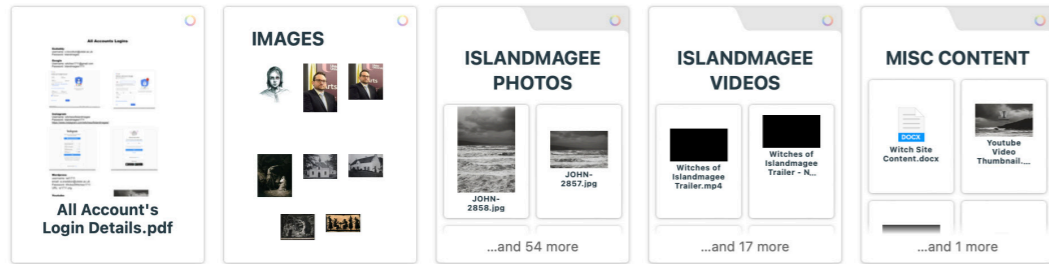 All Accounts Logins
All Account's
Login Details.pdf
IMAGES
Arts
ISLANDMAGEE
PHOTOS
JOHN-
2858.jpg
JOHN-
2857.jpg
...and 54 more
ISLANDMAGEE
VIDEOS
Witches of
Islandmagee
Trailer.mp4
Witches of
Islandmagee
Trailer - N...
...and 17 more
MISC CONTENT
DOCX
Witch Site
Content.docx
Youtube
Video
Thumbnail....
...and 1 more